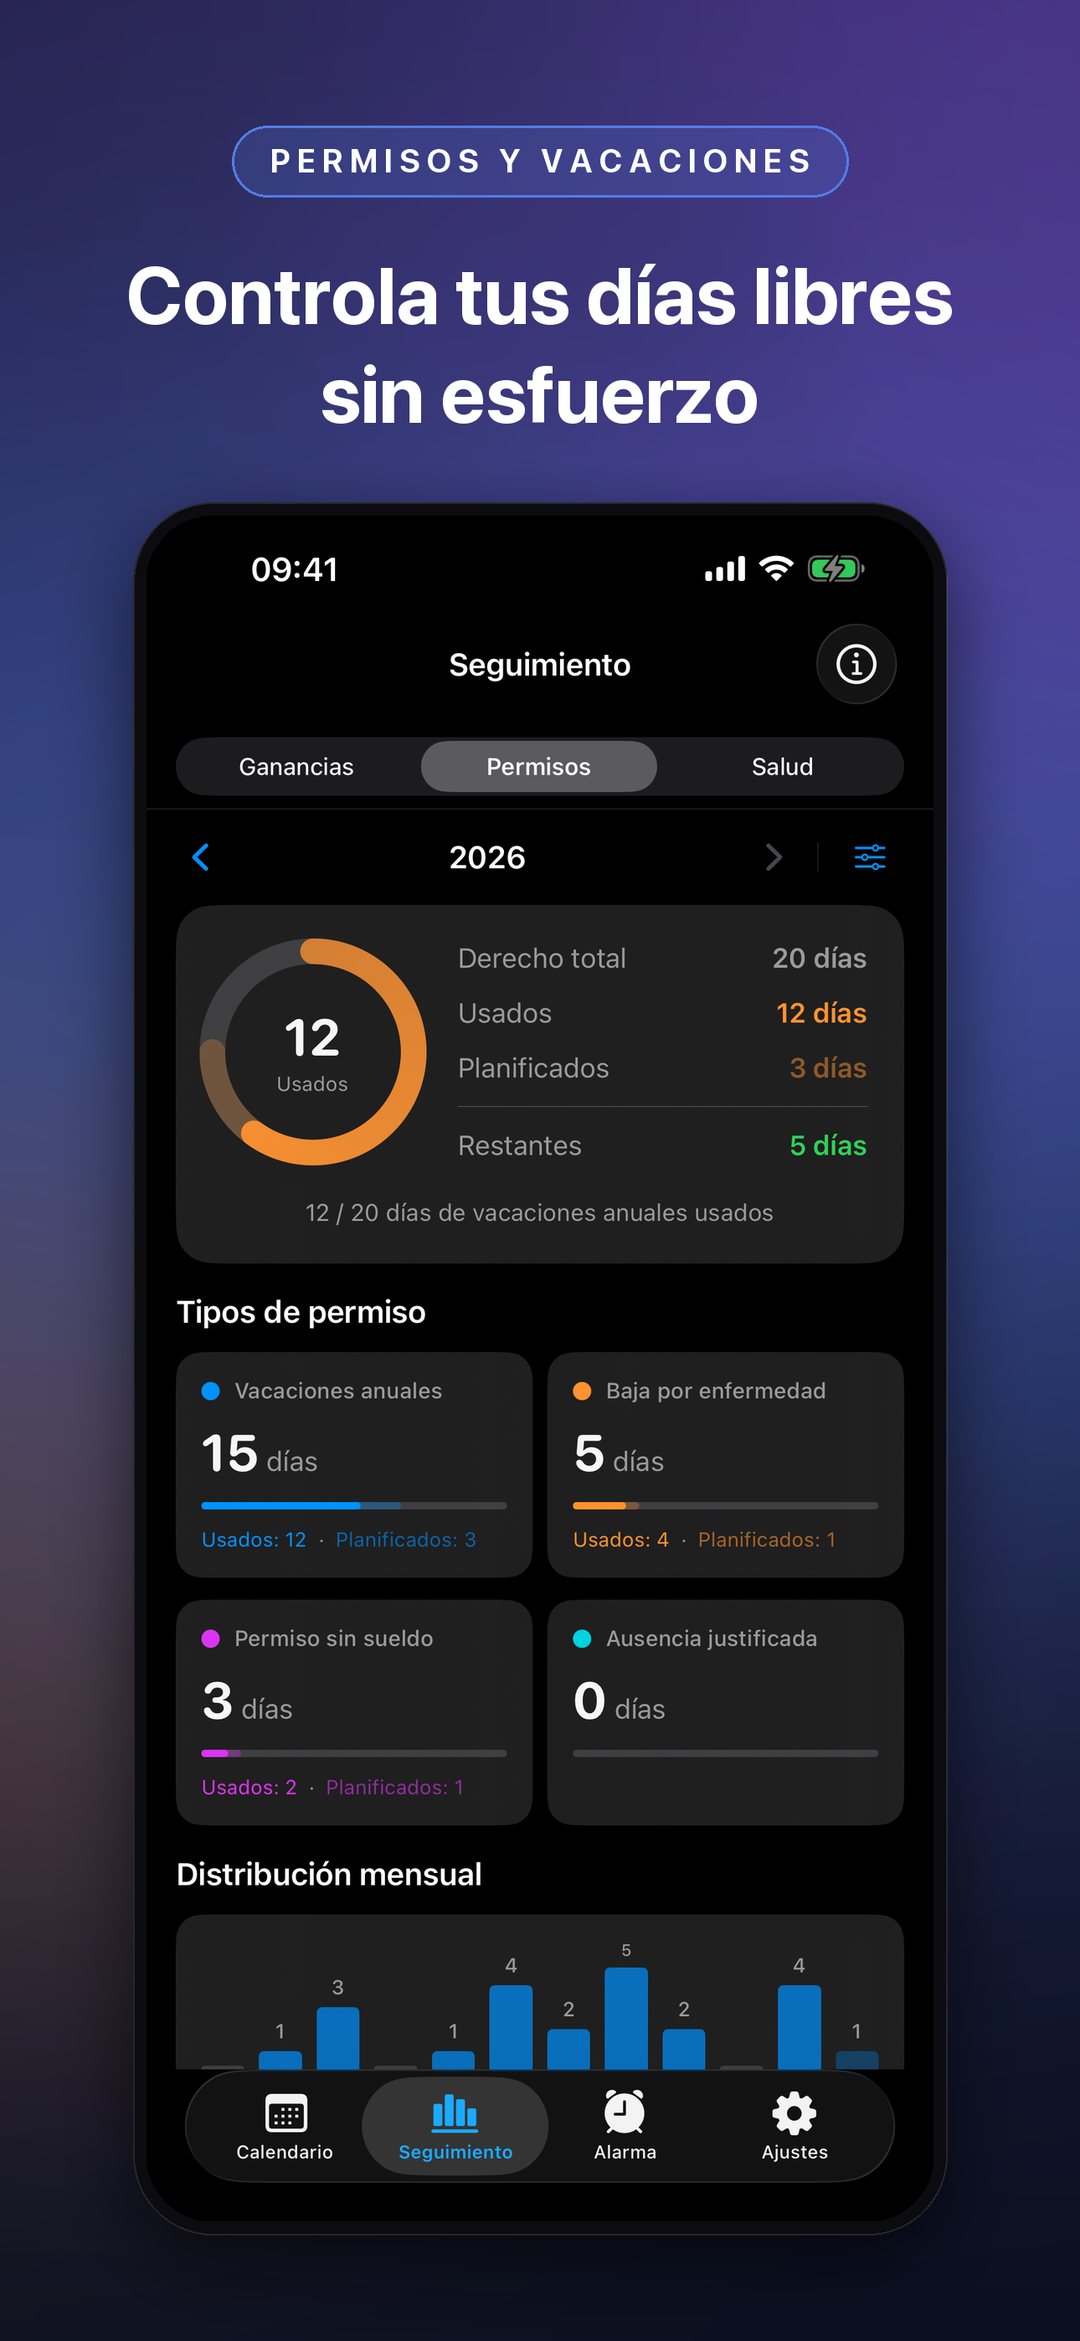 PERMISOS Y VACACIONES
Controla tus días libres
sin esfuerzo
09:41
Seguimiento
Ganancias Permisos Salud
2026
12
Usados
Derecho total 20 días
Usados 12 días
Planificados 3 días
Restantes 5 días
12 / 20 días de vacaciones anuales usados
Tipos de permiso
Vacaciones anuales
15 días
Usados: 12 · Planificados: 3
Baja por enfermedad
5 días
Usados: 4 · Planificados: 1
Permiso sin sueldo
3 días
Usados: 2 · Planificados: 1
Ausencia justificada
0 días
Distribución mensual
1 3 1 4 2 5 2 4 1
Calendario Seguimiento Alarma Ajustes